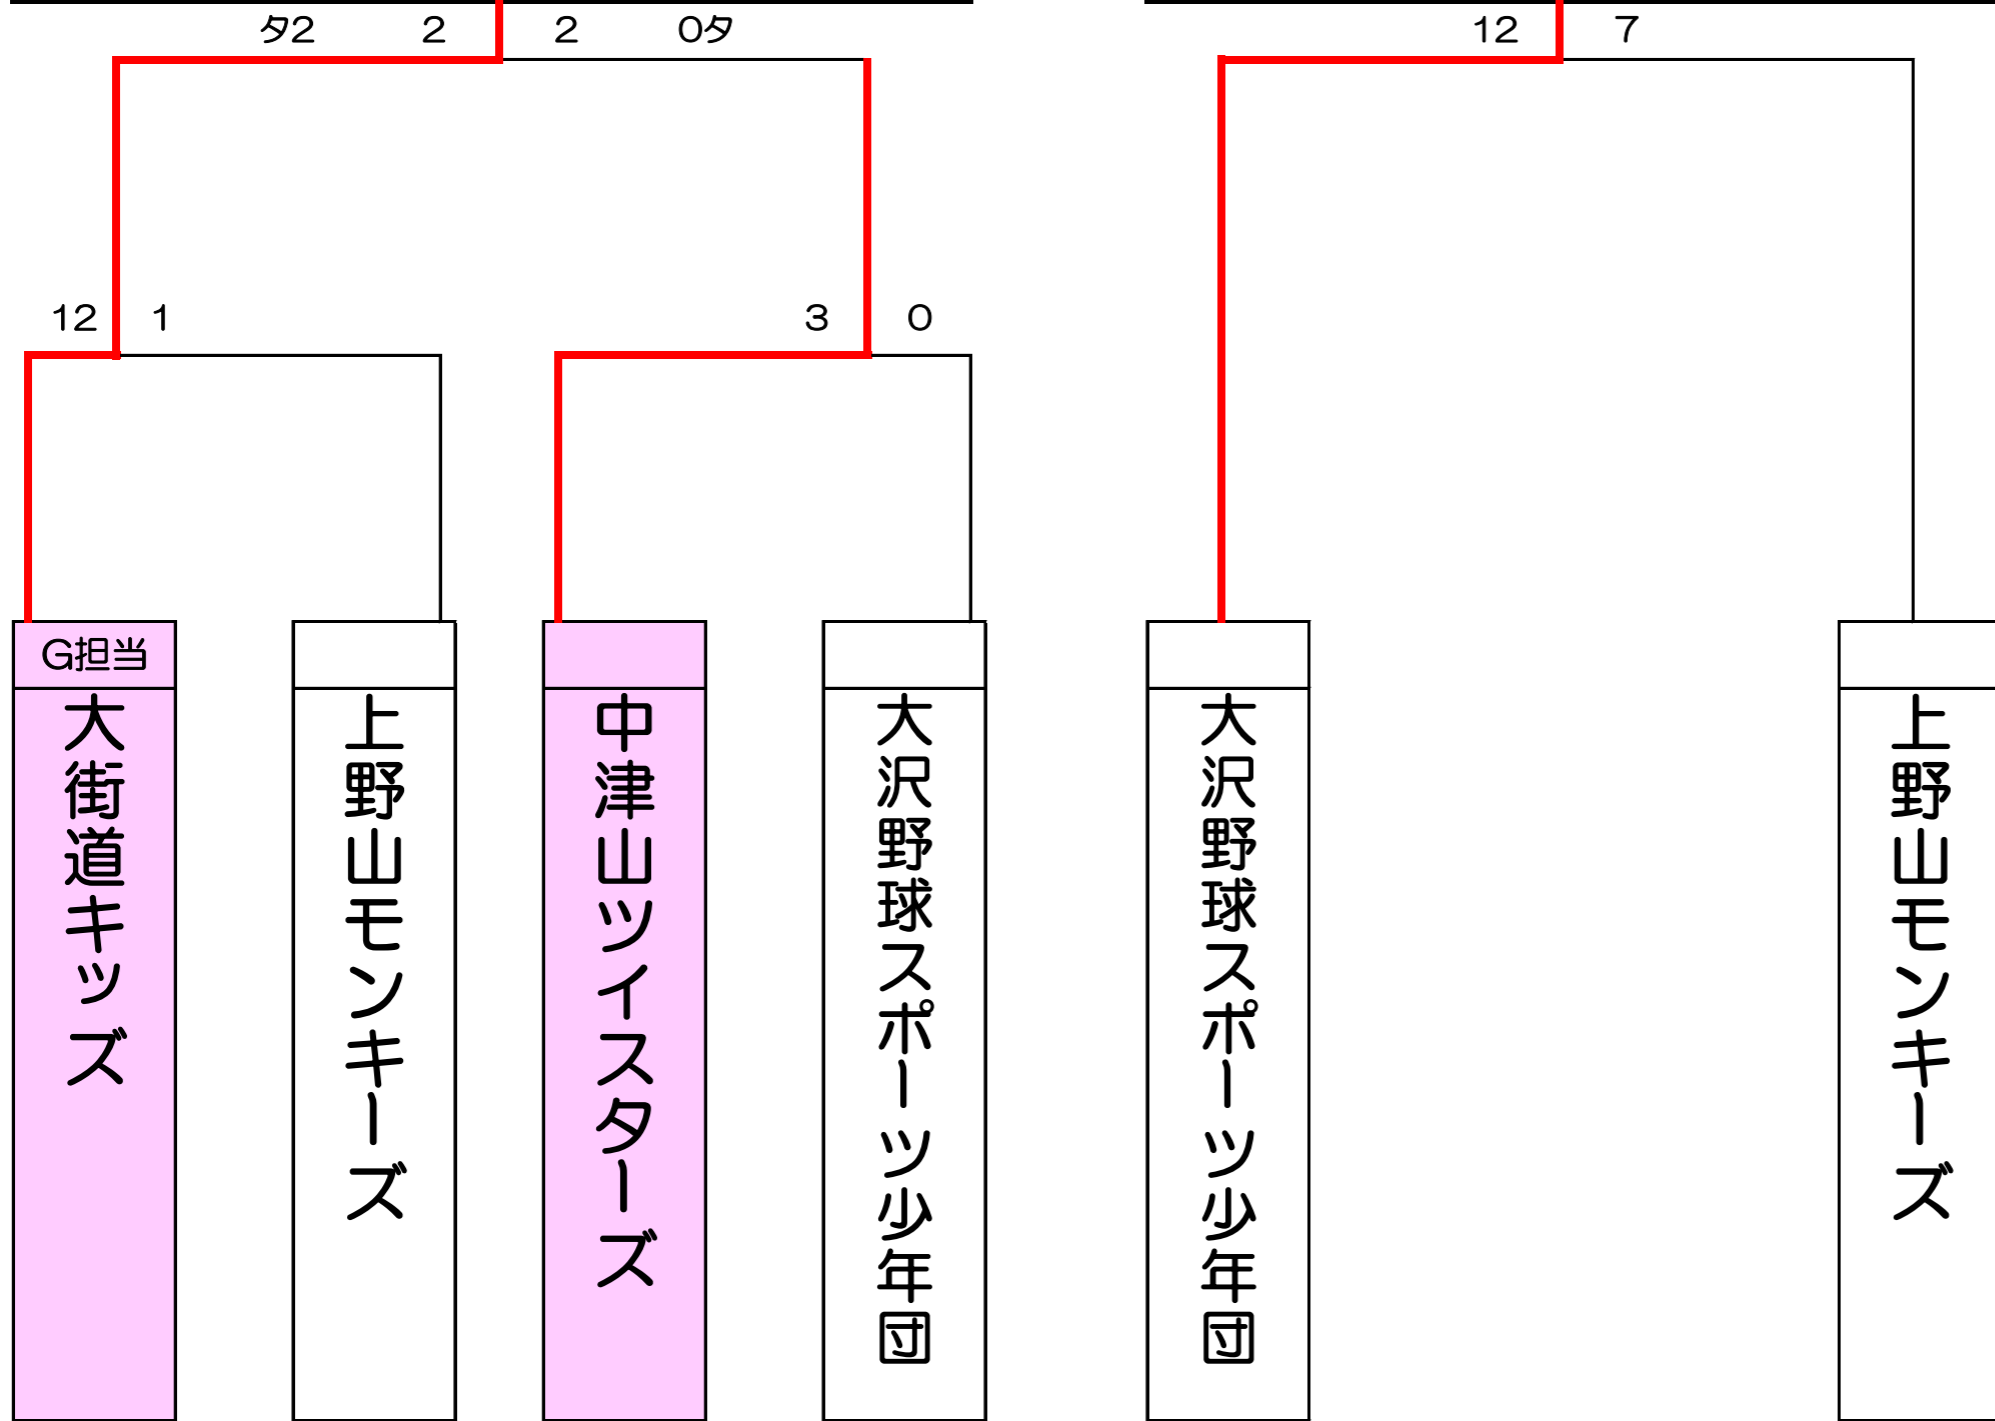 タ2 2 2 0タ
12 7
12 1
3 0
G担当
大街道キッズ
上野山モンキーズ
中津山ツイスターズ
大沢野球スポーツ少年団
大沢野球スポーツ少年団
上野山モンキーズ